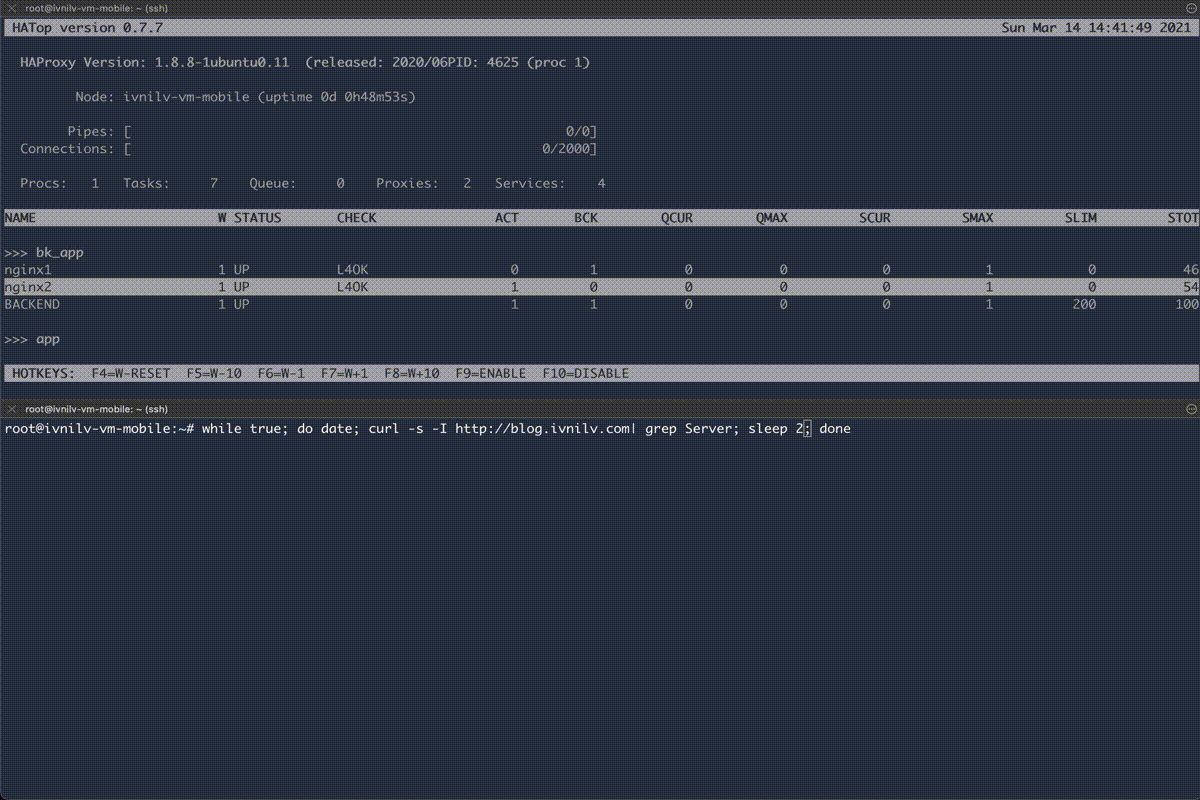 root@ivnilv-vm-mobile: ~ (ssh)
HATop version 0.7.7 Sun Mar 14 14:41:49 2021
HAProxy Version: 1.8.8-1ubuntu0.11 (released: 2020/06PID: 4625 (proc 1)
Node: ivnilv-vm-mobile (uptime 0d 0h48m53s)
Pipes: [ 0/0]
Connections: [ 0/2000]
Procs: 1 Tasks: 7 Queue: 0 Proxies: 2 Services: 4
NAME W STATUS CHECK ACT BCK QCUR QMAX SCUR SMAX SLIM STOT
>>> bk_app
nginx1 1 UP L4OK 0 1 0 0 0 1 0 46
nginx2 1 UP L4OK 1 0 0 0 0 1 0 54
BACKEND 1 UP 1 1 0 0 0 1 200 100
>>> app
HOTKEYS: F4=W-RESET F5=W-10 F6=W-1 F7=W+1 F8=W+10 F9=ENABLE F10=DISABLE
root@ivnilv-vm-mobile: ~ (ssh)
root@ivnilv-vm-mobile:~# while true; do date; curl -s -I http://blog.ivnilv.com| grep Server; sleep 2; done